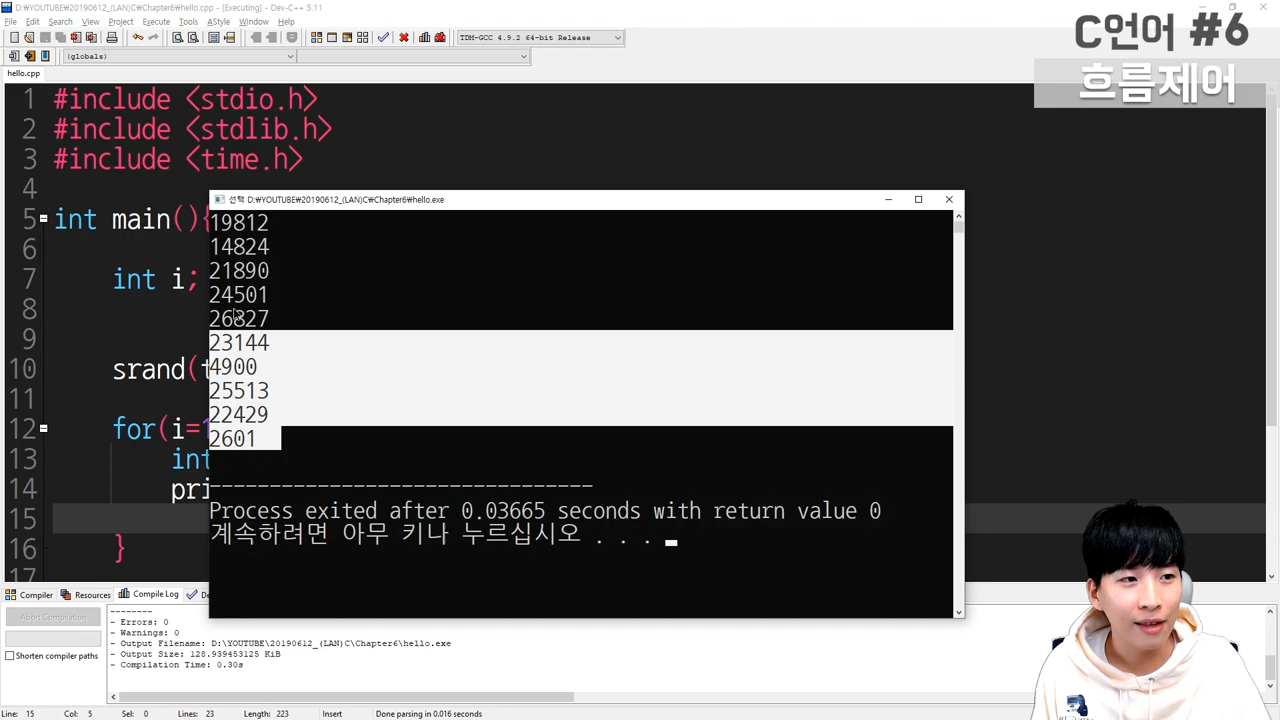 D:₩YOUTUBE₩20190612_(LAN)C₩Chapter6₩hello.cpp - [Executing] - Dev-C++ 5.11
File Edit Search View Project Execute Tools AStyle Window Help
TDM-GCC 4.9.2 64-bit Release
(globals)
C언어 #6
흐름제어
hello.cpp
1 #include <stdio.h>
2 #include <stdlib.h>
3 #include <time.h>
4
5 int main(){
6
7 int i;
8
9
10 srand(
11
12 for(i=
13 int
14 pri
15
16 }
17
선택 D:₩YOUTUBE₩20190612_(LAN)C₩Chapter6₩hello.exe
19812
14824
21890
24501
26827
23144
4900
25513
22429
2601
--------------------------------
Process exited after 0.03665 seconds with return value 0
계속하려면 아무 키나 누르십시오 . . .
Compiler Resources Compile Log
Abort Compilation
Shorten compiler paths
--------
- Errors: 0
- Warnings: 0
- Output Filename: D:\YOUTUBE\20190612_(LAN)C\Chapter6\hello.exe
- Output Size: 128.939453125 KiB
- Compilation Time: 0.30s
Line: 15 Col: 5 Sel: 0 Lines: 23 Length: 223 Insert Done parsing in 0.016 seconds